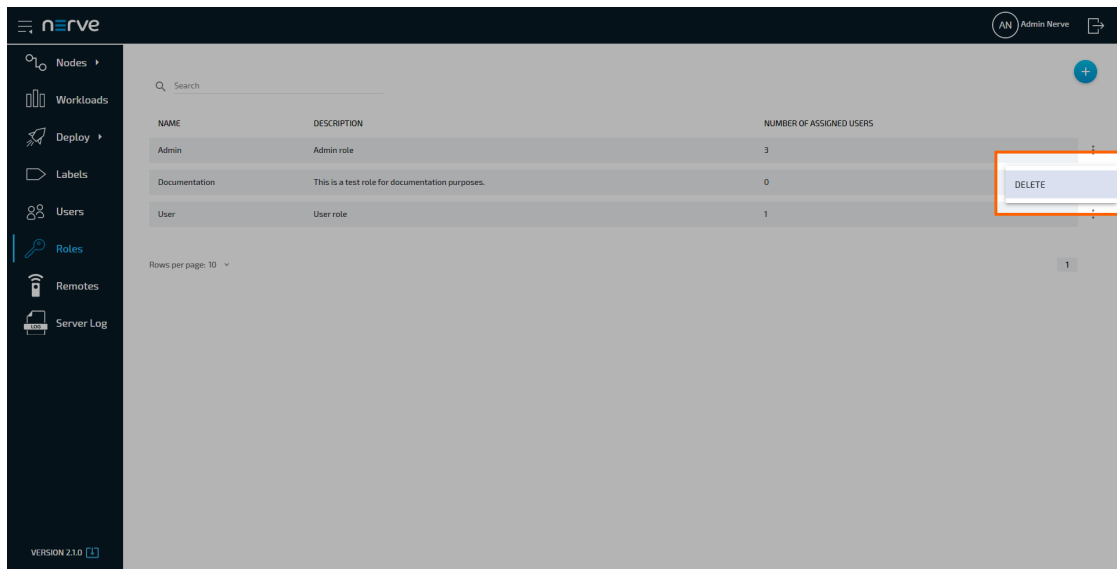 nerve
AN Admin Nerve
Nodes
Workloads
Deploy
Labels
Users
Roles
Remotes
LOG Server Log
VERSION 2.1.0
Search
NAME DESCRIPTION NUMBER OF ASSIGNED USERS
Admin Admin role 3
Documentation This is a test role for documentation purposes. 0
DELETE
User User role 1
Rows per page: 10
1